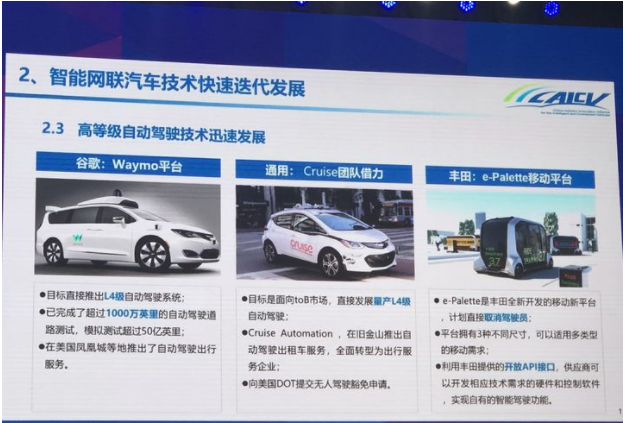 2、智能网联汽车技术快速迭代发展
CAICV
2.3 高等级自动驾驶技术迅速发展
谷歌：Waymo平台
●目标直接推出L4级自动驾驶系统；
●已完成了超过1000万英里的自动驾驶道
路测试，模拟测试超过50亿英里；
●在美国凤凰城等地推出了自动驾驶出行
服务。
通用：Cruise团队借力
cruise
●目标是面向toB市场，直接发展量产L4级
自动驾驶；
●Cruise Automation，在旧金山推出自
动驾驶出租车服务，全面转型为出行服
务企业；
●向美国DOT提交无人驾驶豁免申请。
丰田：e-Palette移动平台
●e-Palette是丰田全新开发的移动新平台
，计划直接取消驾驶员；
●平台拥有3种不同尺寸，可以适用多类型
的移动需求；
●利用丰田提供的开放API接口，供应商可
以开发相应技术需求的硬件和控制软件
，实现自有的智能驾驶功能。